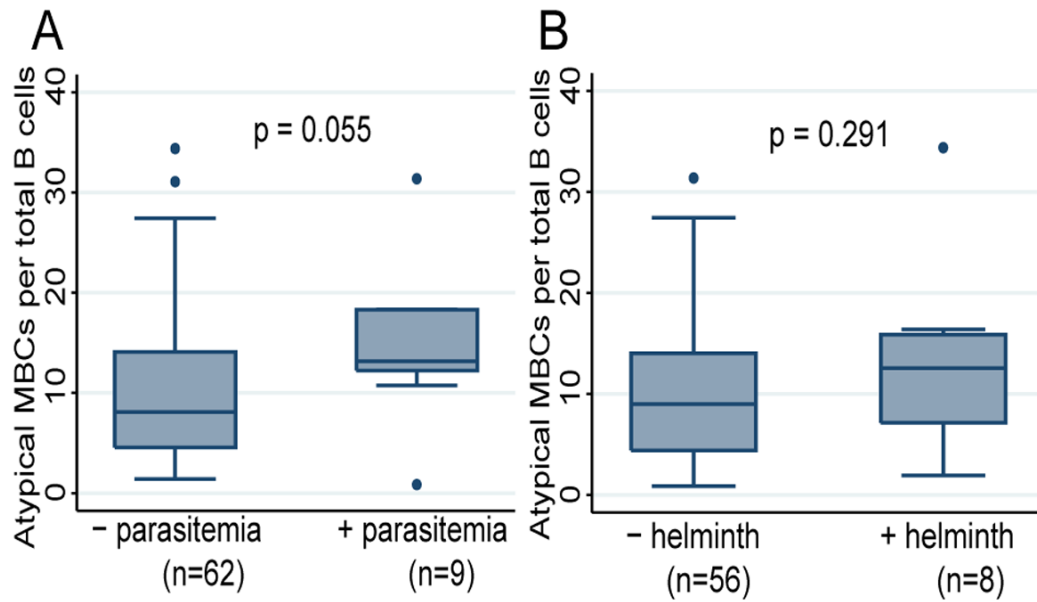 A
Atypical MBCs per total B cells
40
30
20
10
0
p = 0.055
− parasitemia
(n=62)
+ parasitemia
(n=9)
B
Atypical MBCs per total B cells
40
30
20
10
0
p = 0.291
− helminth
(n=56)
+ helminth
(n=8)